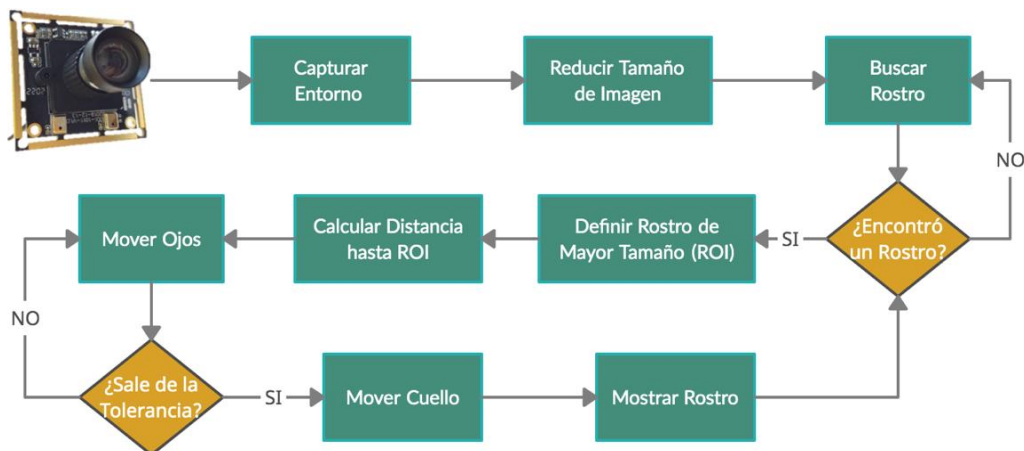 Capturar
Entorno
Reducir Tamaño
de Imagen
Buscar
Rostro
NO
¿Encontró
un Rostro?
SI
Definir Rostro de
Mayor Tamaño (ROI)
Calcular Distancia
hasta ROI
Mover Ojos
NO
¿Sale de la
Tolerancia?
SI
Mover Cuello
Mostrar Rostro